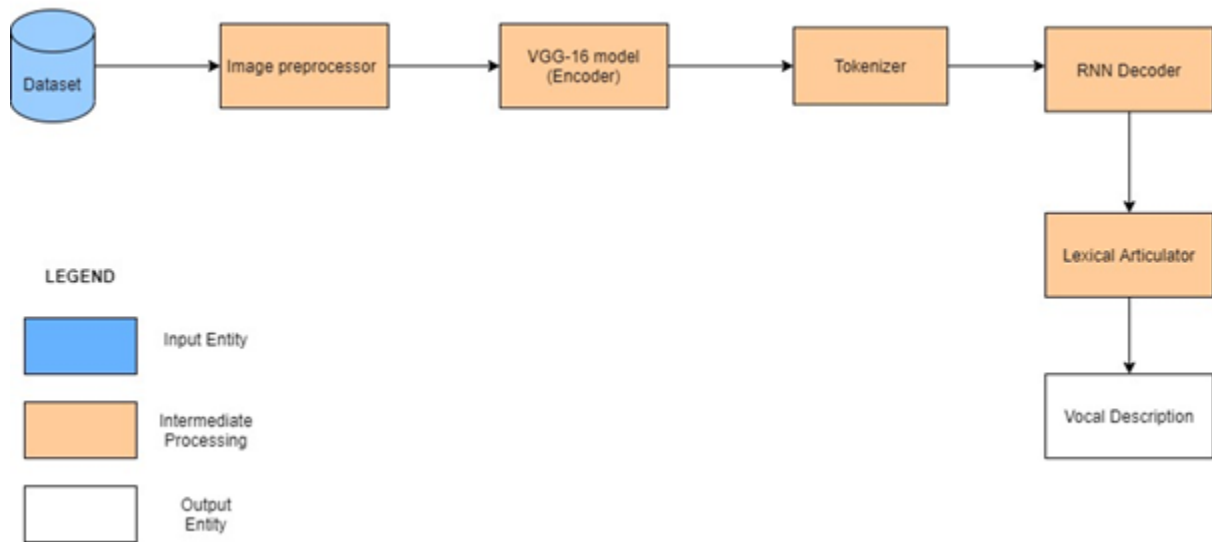 Dataset
Image preprocessor
VGG-16 model
(Encoder)
Tokenizer
RNN Decoder
Lexical Articulator
Vocal Description
LEGEND
Input Entity
Intermediate
Processing
Output
Entity